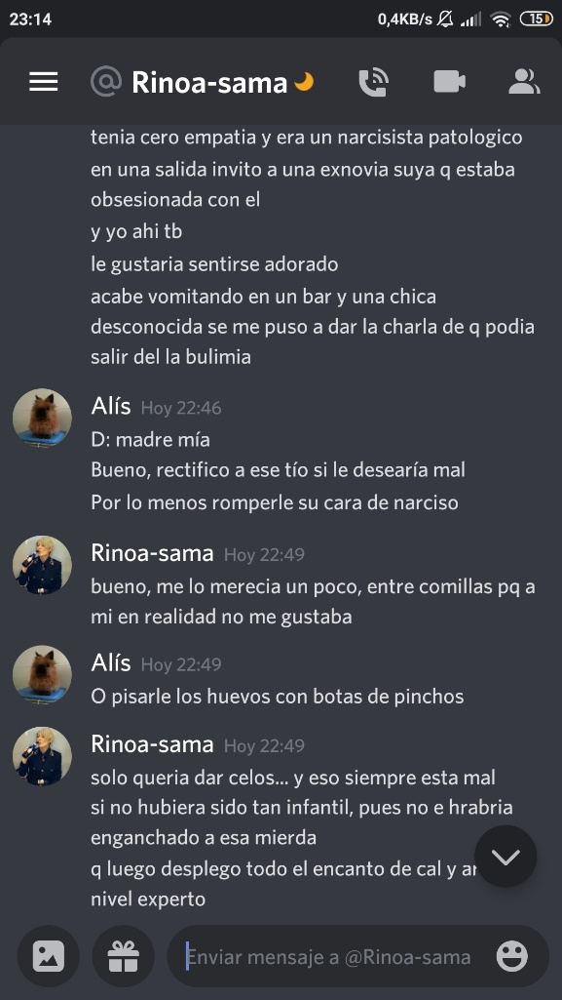 23:14
0,4KB/s
15
@ Rinoa-sama
tenia cero empatia y era un narcisista patologico
en una salida invito a una exnovia suya q estaba
obsesionada con el
y yo ahi tb
le gustaria sentirse adorado
acabe vomitando en un bar y una chica
desconocida se me puso a dar la charla de q podia
salir del la bulimia
Alís Hoy 22:46
D: madre mía
Bueno, rectifico a ese tío si le desearía mal
Por lo menos romperle su cara de narciso
Rinoa-sama Hoy 22:49
bueno, me lo merecia un poco, entre comillas pq a
mi en realidad no me gustaba
Alís Hoy 22:49
O pisarle los huevos con botas de pinchos
Rinoa-sama Hoy 22:49
solo queria dar celos... y eso siempre esta mal
si no hubiera sido tan infantil, pues no e hrabria
enganchado a esa mierda
q luego desplego todo el encanto de cal y
nivel experto
Enviar mensaje a @Rinoa-sama